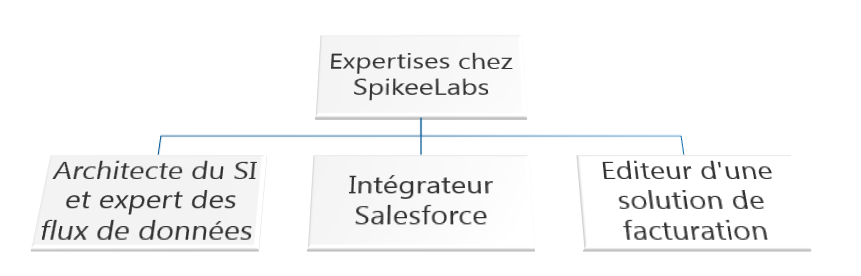 Expertises chez
SpikeeLabs
Architecte du SI
et expert des
flux de données
Intégrateur
Salesforce
Editeur d'une
solution de
facturation